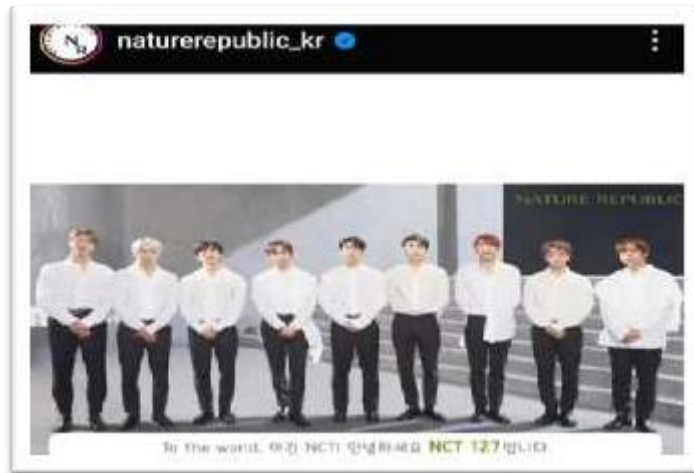 naturerepublic_kr
NATURE REPUBLIC
To the world, 여긴 NCT! 안녕하세요 NCT 127입니다.